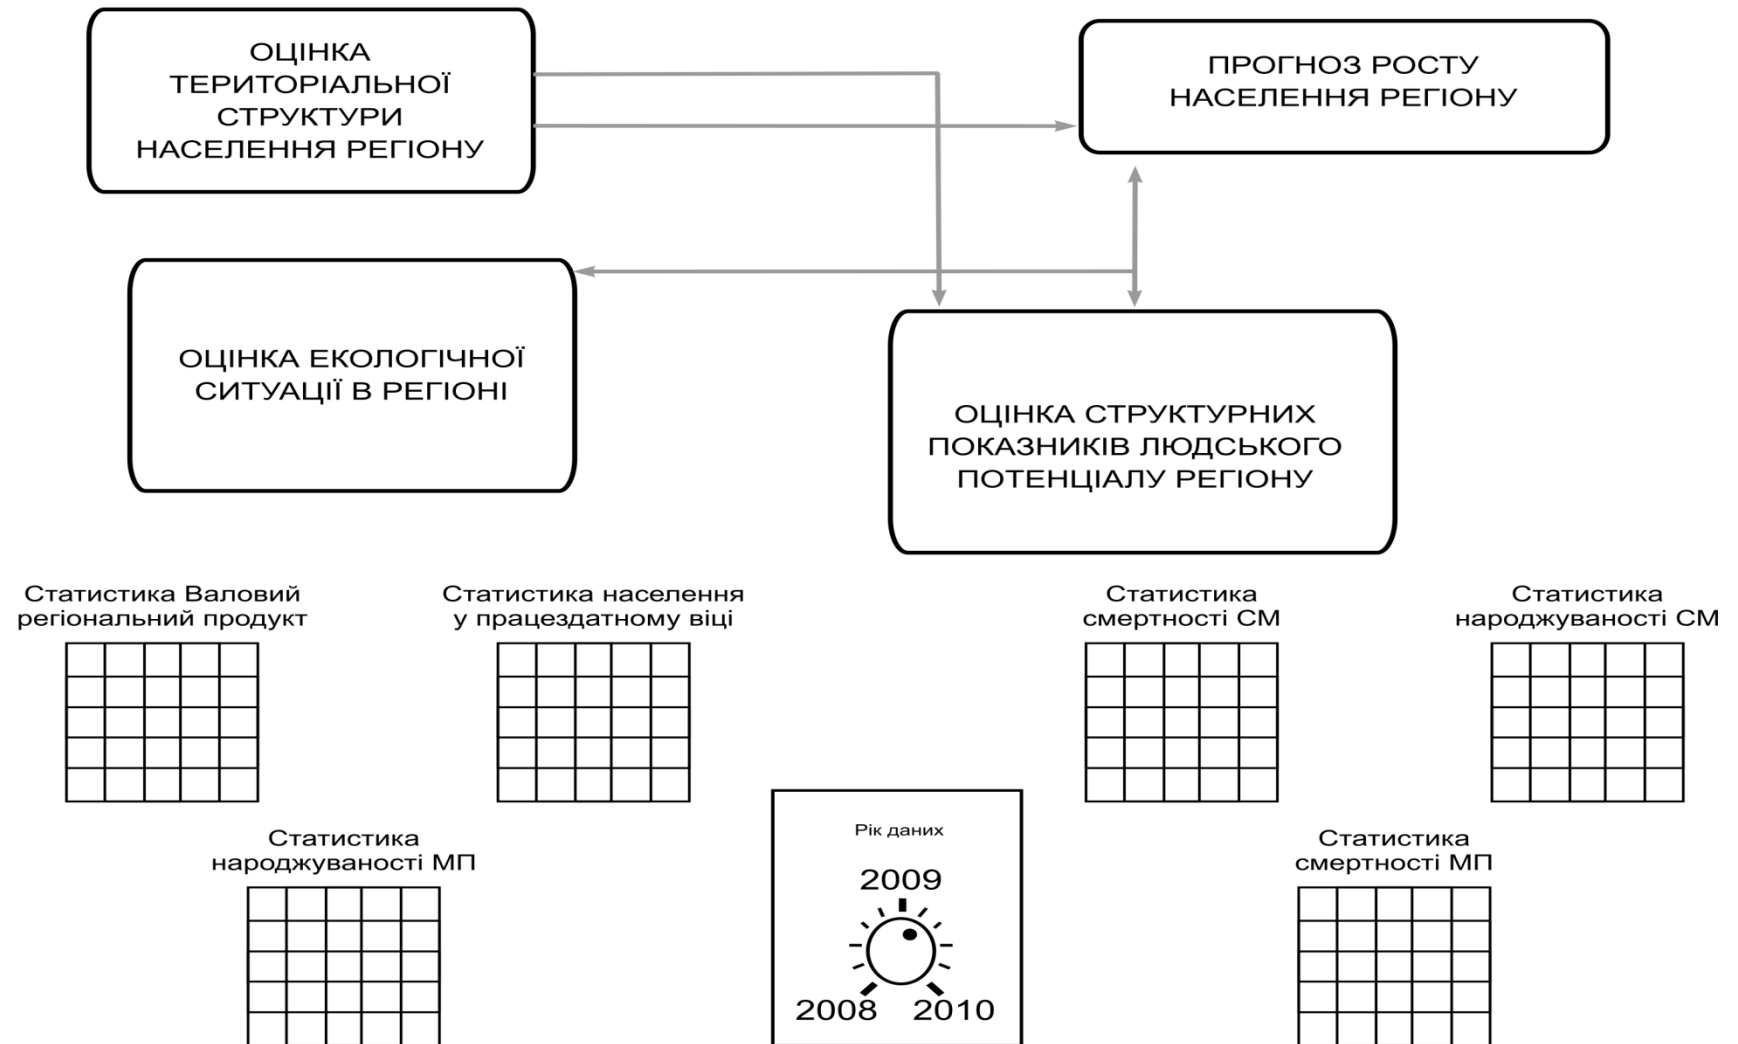 ОЦІНКА
ТЕРИТОРІАЛЬНОЇ
СТРУКТУРИ
НАСЕЛЕННЯ РЕГІОНУ
ПРОГНОЗ РОСТУ
НАСЕЛЕННЯ РЕГІОНУ
ОЦІНКА ЕКОЛОГІЧНОЇ
СИТУАЦІЇ В РЕГІОНІ
ОЦІНКА СТРУКТУРНИХ
ПОКАЗНИКІВ ЛЮДСЬКОГО
ПОТЕНЦІАЛУ РЕГІОНУ
Статистика Валовий
регіональний продукт
Статистика населення
у працездатному віці
Статистика
смертності СМ
Статистика
народжуваності СМ
Статистика
народжуваності МП
Рік даних
2009
2008 2010
Статистика
смертності МП